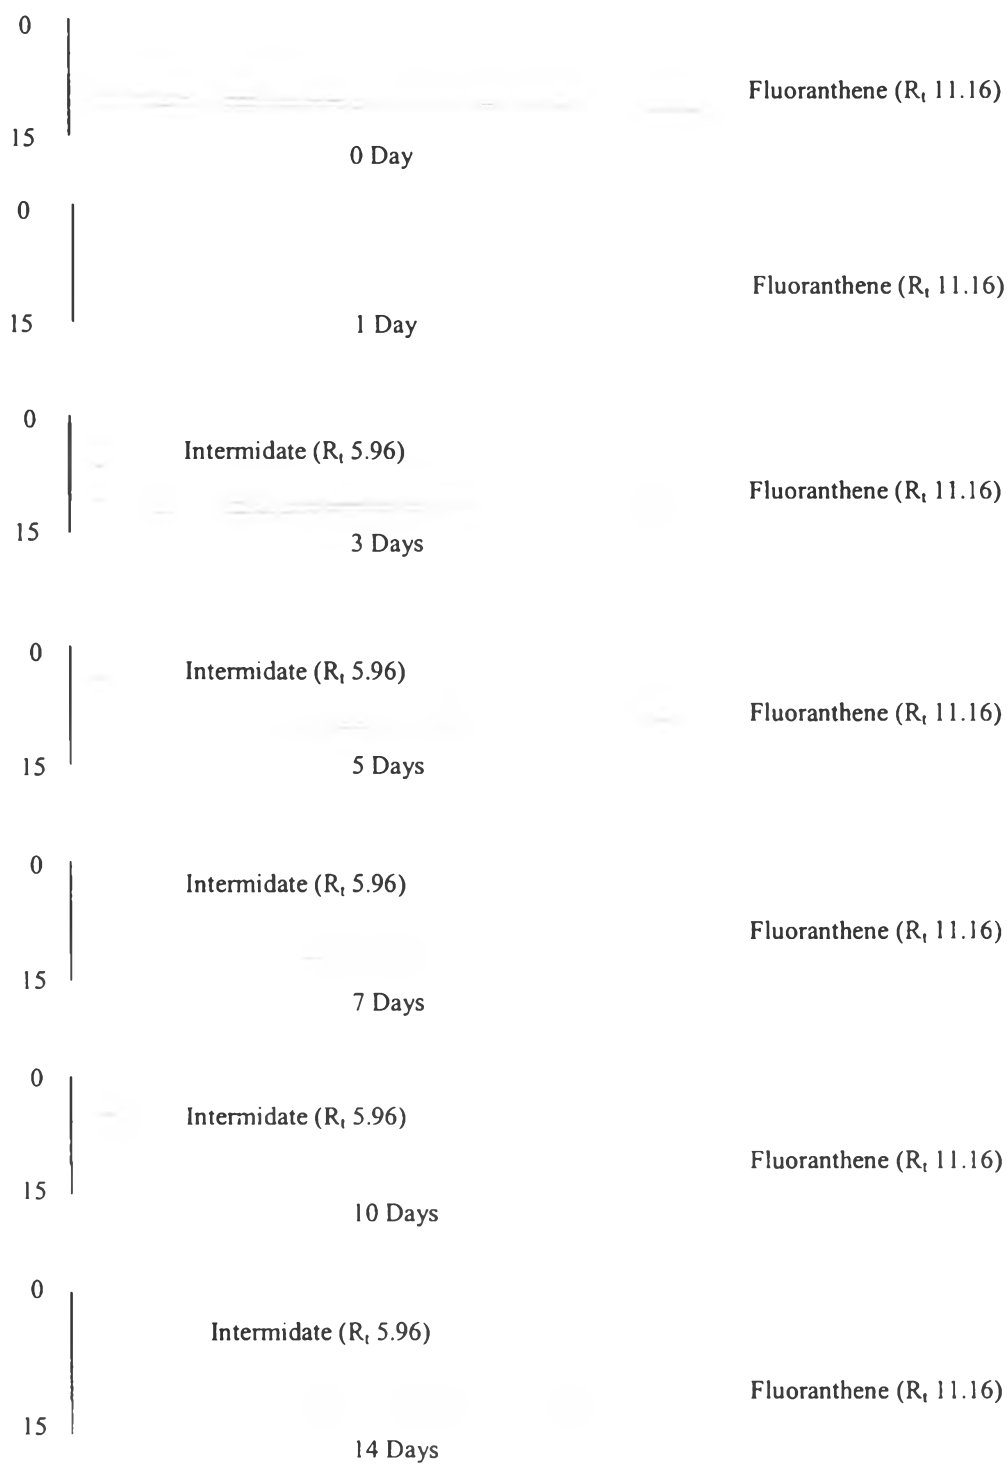 0
Fluoranthene (Rt 11.16)
15
0 Day
0
Fluoranthene (Rt 11.16)
15
1 Day
0
Intermidate (Rt 5.96)
Fluoranthene (Rt 11.16)
15
3 Days
0
Intermidate (Rt 5.96)
Fluoranthene (Rt 11.16)
15
5 Days
0
Intermidate (Rt 5.96)
Fluoranthene (Rt 11.16)
15
7 Days
0
Intermidate (Rt 5.96)
Fluoranthene (Rt 11.16)
15
10 Days
0
Intermidate (Rt 5.96)
Fluoranthene (Rt 11.16)
15
14 Days